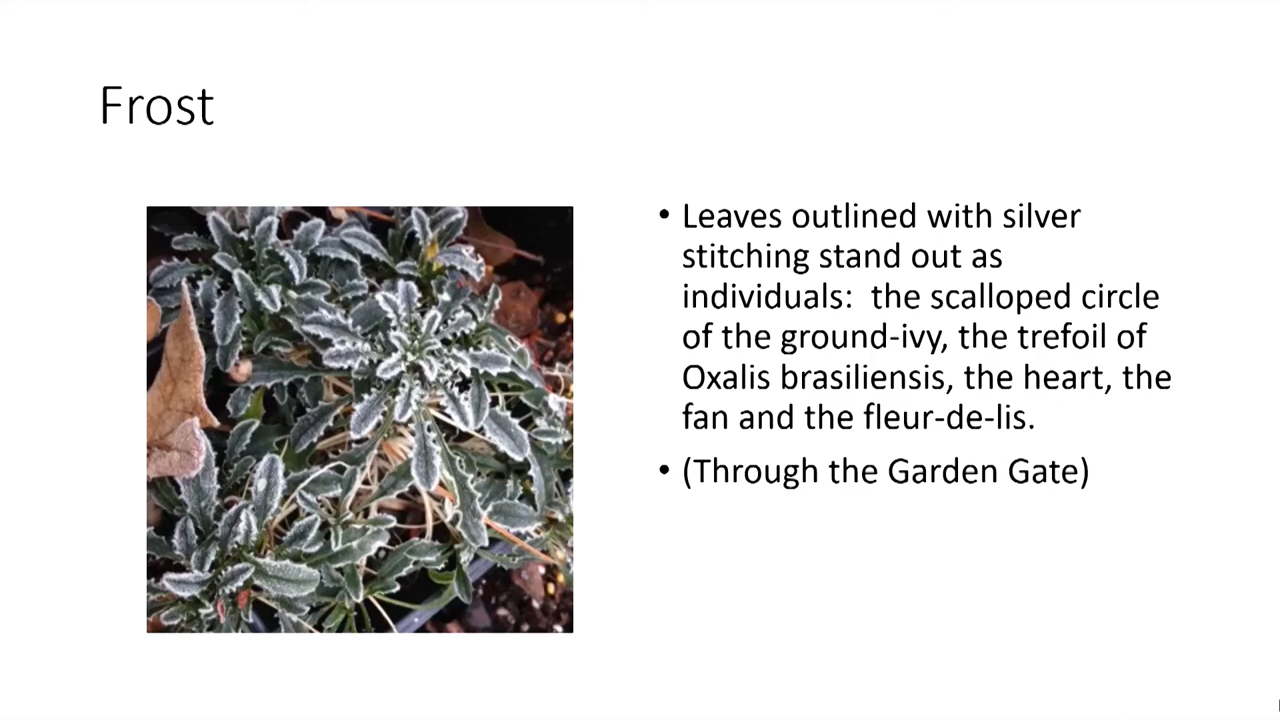 Frost
• Leaves outlined with silver
stitching stand out as
individuals:  the scalloped circle
of the ground-ivy, the trefoil of
Oxalis brasiliensis, the heart, the
fan and the fleur-de-lis.
• (Through the Garden Gate)